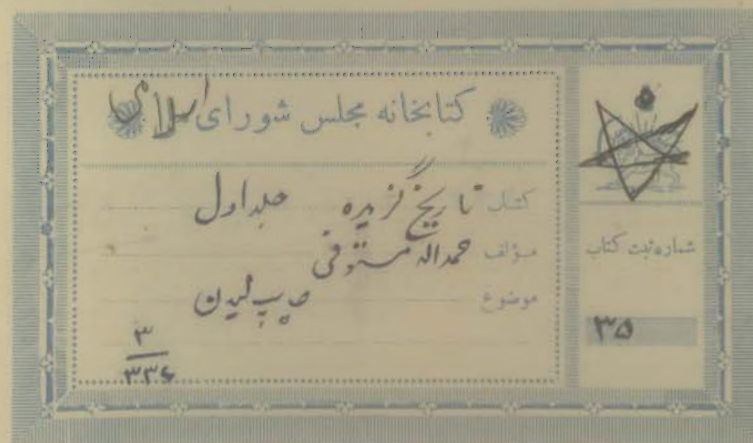 کتابخانه مجلس شورای اسلامی
کتاب تاریخ گزیده جلد اول
مؤلف حمداله مستوفی
موضوع چاپ لیدن
۳
۳۳۶
شماره ثبت کتاب
۳۵